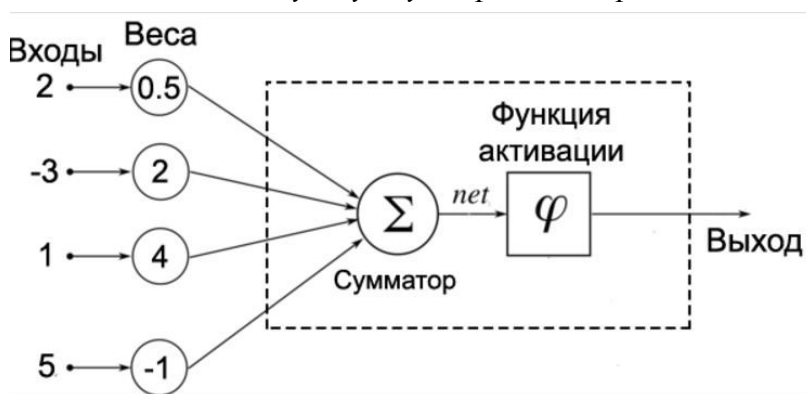 Входы
Веса
2
0.5
-3
2
1
4
5
-1
Σ
Сумматор
net
Функция
активации
φ
Выход